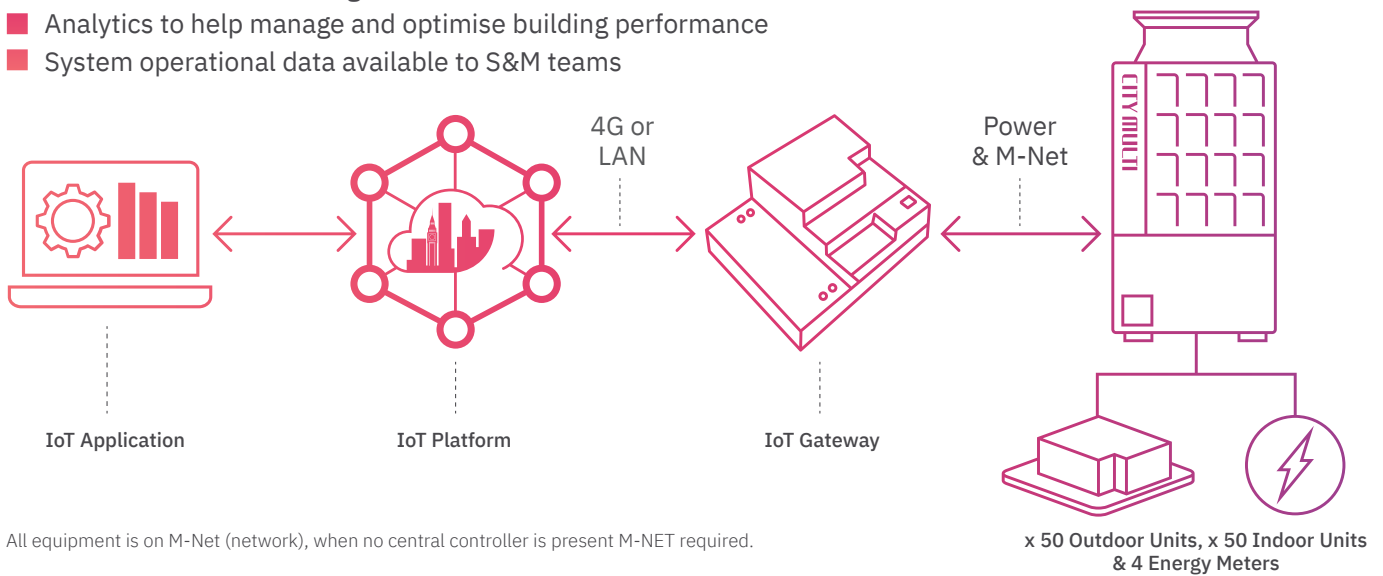 Analytics to help manage and optimise building performance
System operational data available to S&M teams
4G or
LAN
Power
& M-Net
CITY MULTI
IoT Application
IoT Platform
IoT Gateway
All equipment is on M-Net (network), when no central controller is present M-NET required.
x 50 Outdoor Units, x 50 Indoor Units
& 4 Energy Meters